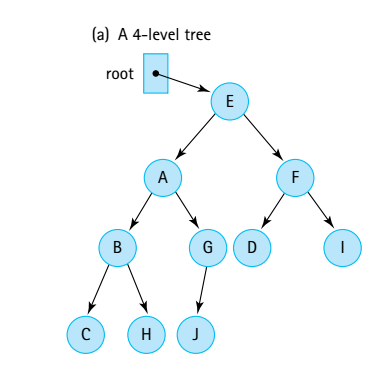 (a) A 4-level tree
root
E
A F
B G D I
C H J